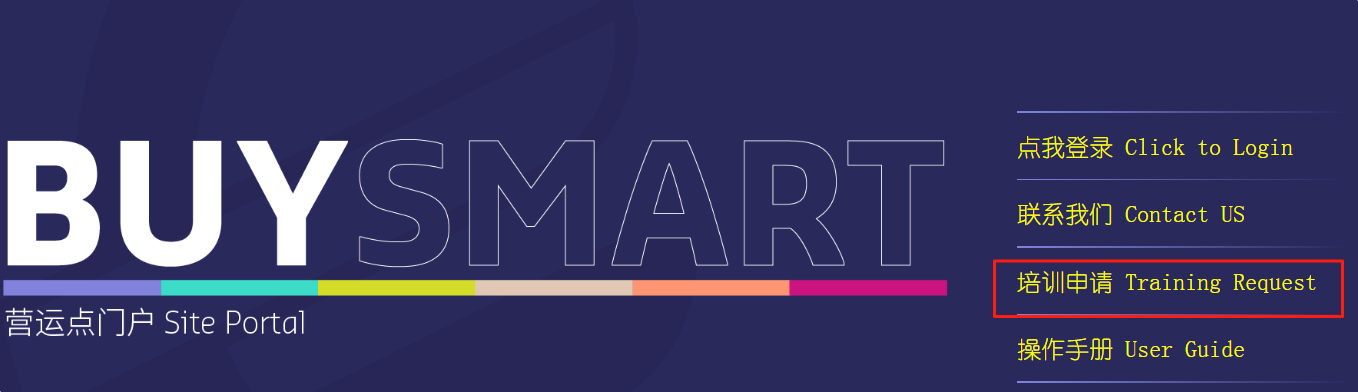 BUYSMART
营运点门户 Site Portal
点我登录 Click to Login
联系我们 Contact US
培训申请 Training Request
操作手册 User Guide